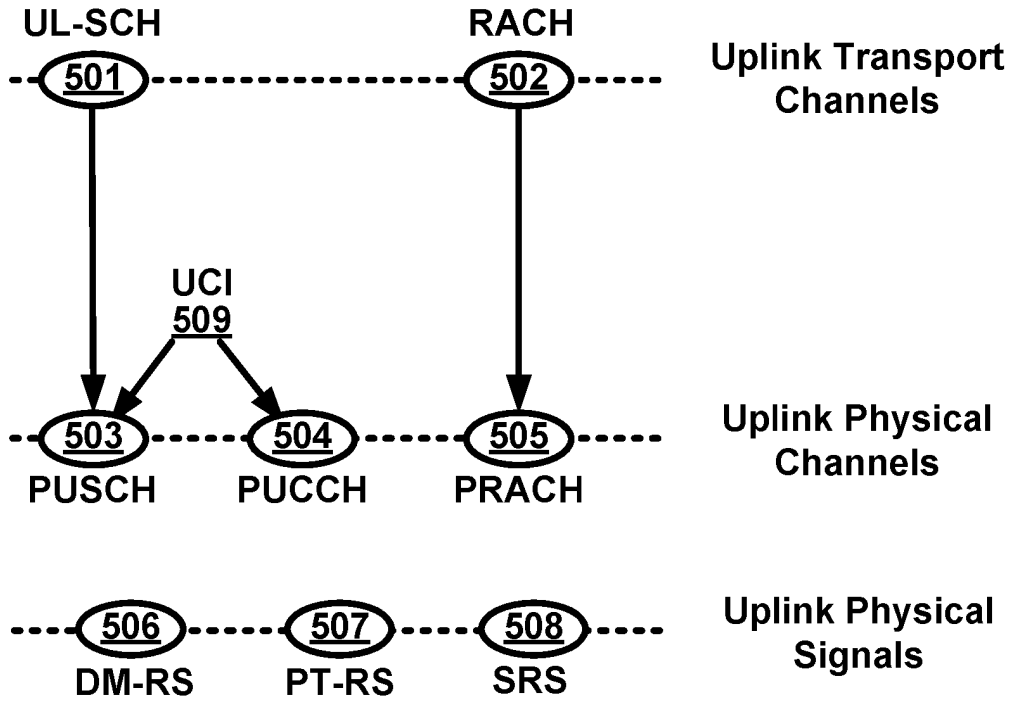 UL-SCH
RACH
501
502
Uplink Transport
Channels
UCI
509
503
504
505
Uplink Physical
Channels
PUSCH
PUCCH
PRACH
506
507
508
Uplink Physical
Signals
DM-RS
PT-RS
SRS